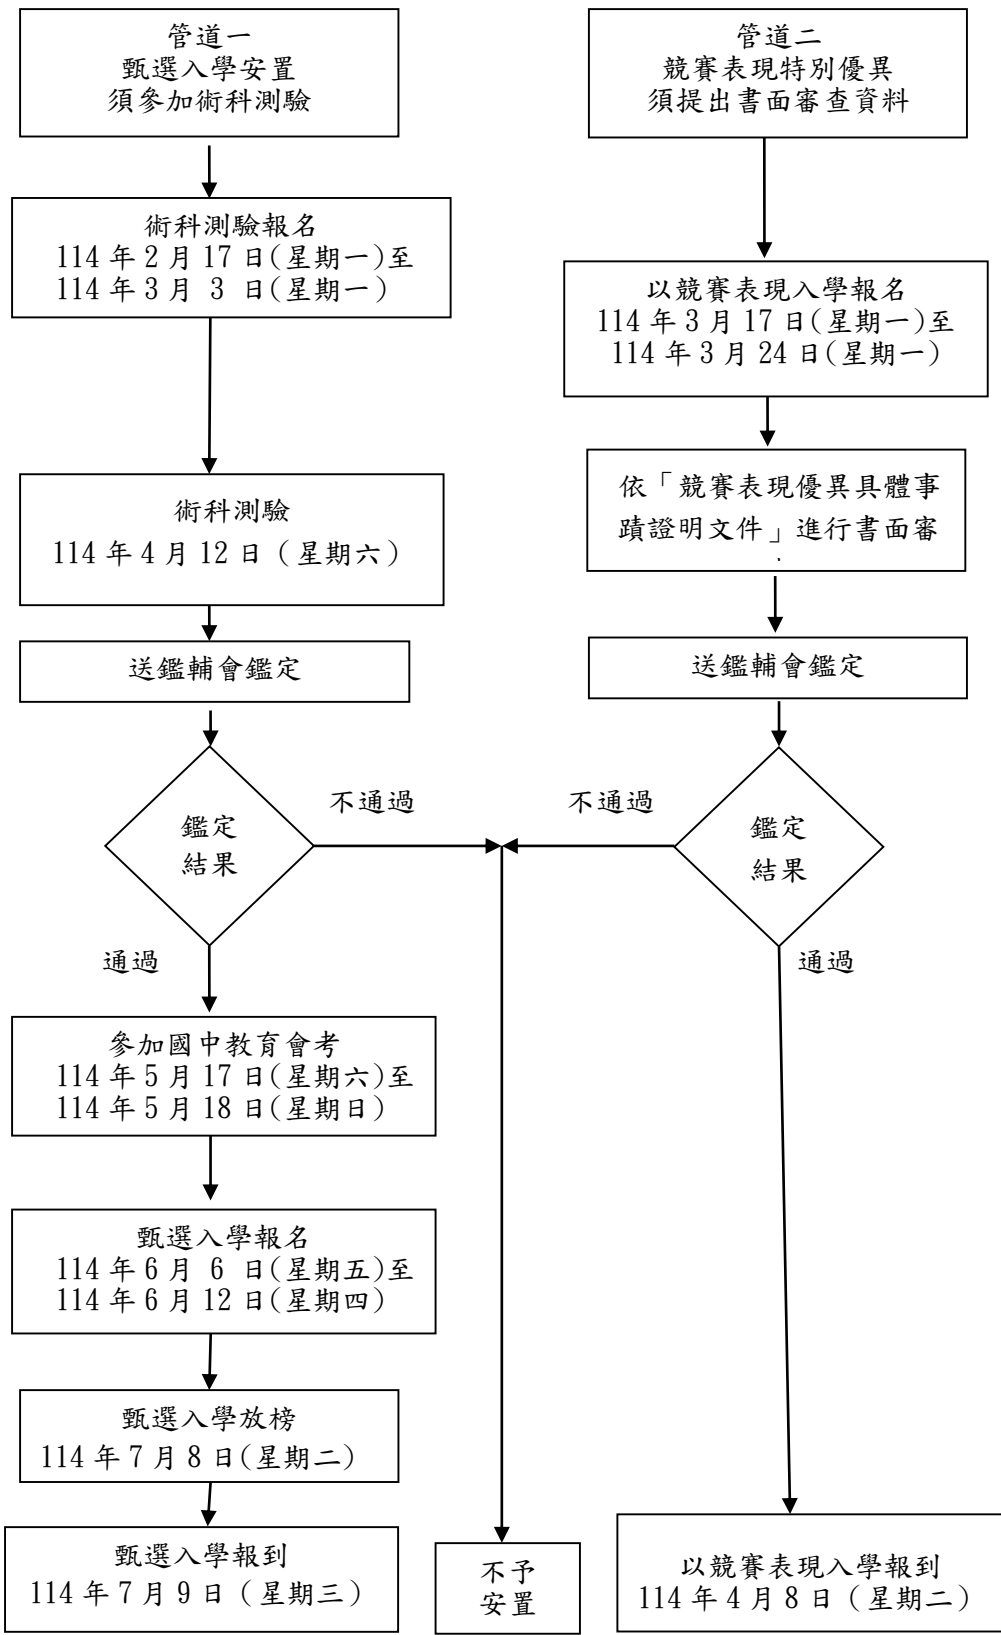 管道一
甄選入學安置
須參加術科測驗
術科測驗報名
114 年 2 月 17 日(星期一)至
114 年 3 月 3 日(星期一)
術科測驗
114 年 4 月 12 日（星期六）
送鑑輔會鑑定
鑑定
結果
不通過
通過
參加國中教育會考
114 年 5 月 17 日(星期六)至
114 年 5 月 18 日(星期日)
甄選入學報名
114 年 6 月 6 日(星期五)至
114 年 6 月 12 日(星期四)
甄選入學放榜
114 年 7 月 8 日(星期二)
甄選入學報到
114 年 7 月 9 日（星期三）
管道二
競賽表現特別優異
須提出書面審查資料
以競賽表現入學報名
114 年 3 月 17 日(星期一)至
114 年 3 月 24 日(星期一)
依「競賽表現優異具體事
蹟證明文件」進行書面審
送鑑輔會鑑定
鑑定
結果
不通過
通過
不予
安置
以競賽表現入學報到
114 年 4 月 8 日（星期二）